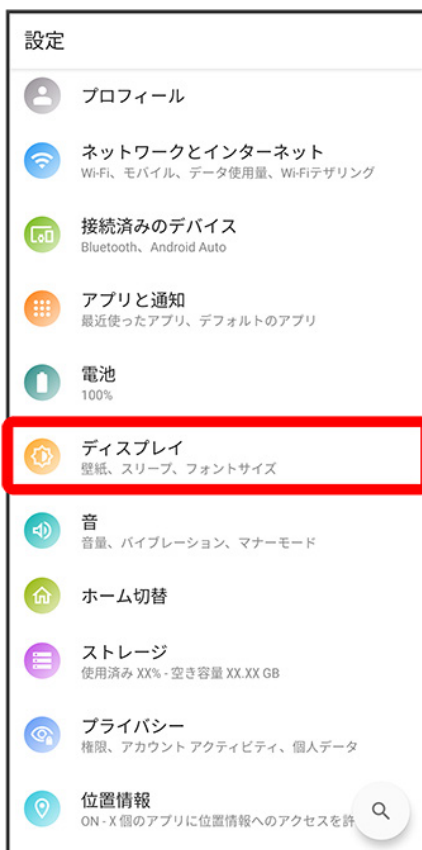 設定
プロフィール
ネットワークとインターネット
Wi-Fi、モバイル、データ使用量、Wi-Fiテザリング
接続済みのデバイス
Bluetooth、Android Auto
アプリと通知
最近使ったアプリ、デフォルトのアプリ
電池
100%
ディスプレイ
壁紙、スリープ、フォントサイズ
音
音量、バイブレーション、マナーモード
ホーム切替
ストレージ
使用済み XX% - 空き容量 XX.XX GB
プライバシー
権限、アカウント アクティビティ、個人データ
位置情報
ON - X 個のアプリに位置情報へのアクセスを許